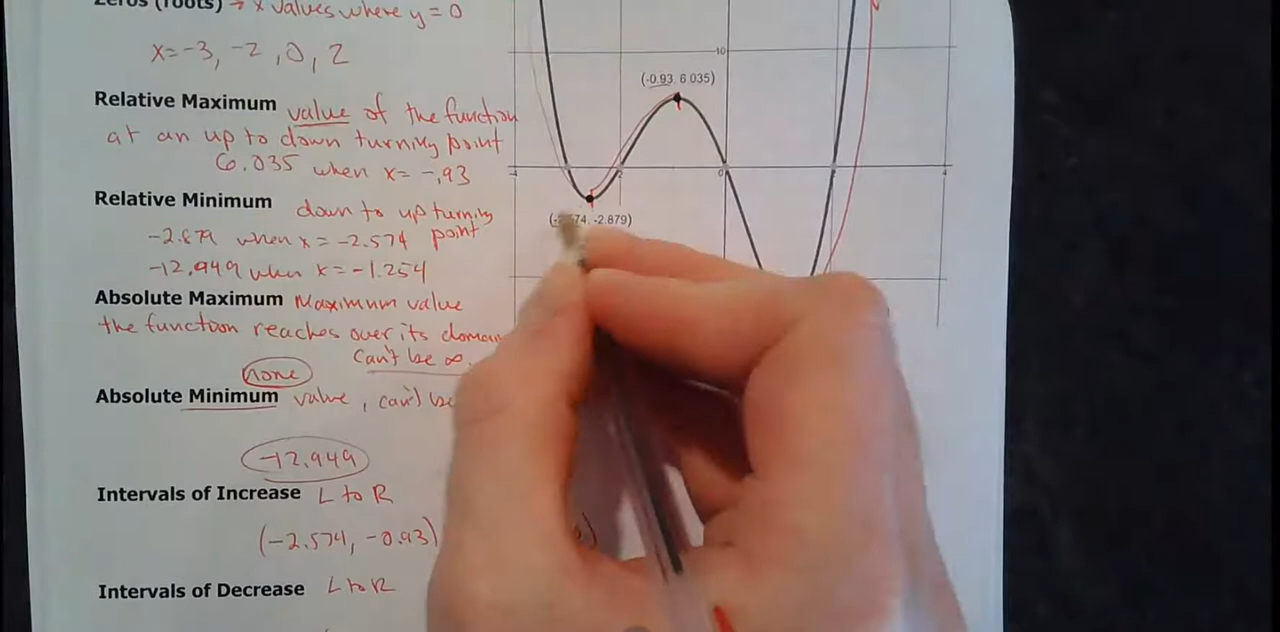 Zeros (roots) → x values where y = 0
x = -3, -2, 0, 2
10
(-0.93, 6.035)
Relative Maximum value of the function
at an up to down turning point
6.035 when x = -.93
0
4
Relative Minimum down to up turning
-2.879 when x = -2.574 point
-2.879)
-12.949 when x = -1.254
Absolute Maximum Maximum value
the function reaches over its
can't be ∞.
none
Absolute Minimum value, can't be
-12.949
Intervals of Increase L to R
(-2.574, -0.93)
Intervals of Decrease L to R